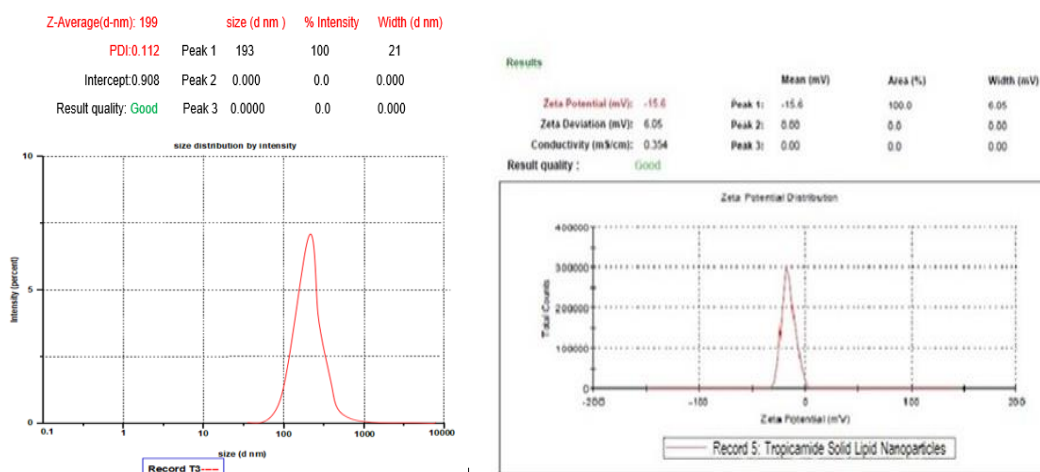 Z-Average(d-nm): 199 size (d nm ) % Intensity Width (d nm)
PDI:0.112 Peak 1 193 100 21
Intercept:0.908 Peak 2 0.000 0.0 0.000
Result quality: Good Peak 3 0.0000 0.0 0.000
size distribution by intensity
10
5
0
Intensity (percent)
0.1 1 10 100 1000 10000
size (d nm)
Record T3----
Results
Mean (mV) Area (%) Width (mV)
Zeta Potential (mV): -15.6 Peak 1: -15.6 100.0 6.05
Zeta Deviation (mV): 6.05 Peak 2: 0.00 0.0 0.00
Conductivity (mS/cm): 0.354 Peak 3: 0.00 0.0 0.00
Result quality : Good
Zeta Potential Distribution
400000
300000
200000
100000
0
Total Counts
-200 -100 0 100 200
Zeta Potential (mV)
Record 5: Tropicamide Solid Lipid Nanoparticles